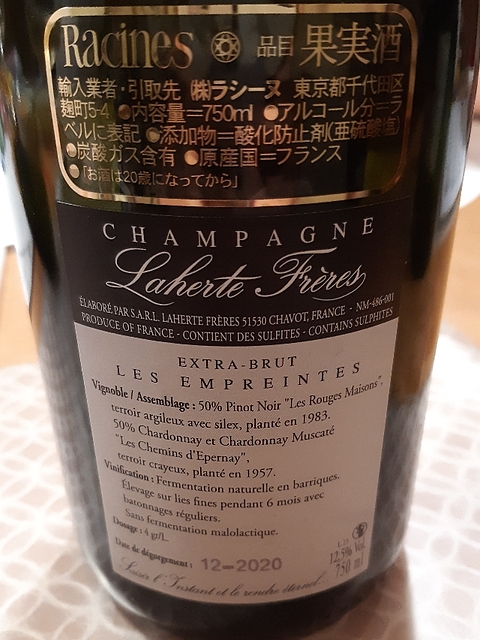 Racines 品目 果実酒
輸入業者・引取先 ㈱ラシーヌ 東京都千代田区
麹町5-4 ●内容量=750ml ●アルコール分=ラ
ベルに表記 ●添加物=酸化防止剤(亜硫酸塩)
●炭酸ガス含有 ●原産国=フランス
●「お酒は20歳になってから」
CHAMPAGNE
Laherte Frères
ÉLABORÉ PAR S.A.R.L. LAHERTE FRÈRES 51530 CHAVOT, FRANCE - NM-486-001
PRODUCE OF FRANCE - CONTIENT DES SULFITES - CONTAINS SULPHITES
EXTRA-BRUT
LES EMPREINTES
Vignoble / Assemblage : 50% Pinot Noir "Les Rouges Maisons",
terroir argileux avec silex, planté en 1983.
50% Chardonnay et Chardonnay Muscaté
"Les Chemins d'Epernay",
terroir crayeux, planté en 1957.
Vinification : Fermentation naturelle en barriques.
Élevage sur lies fines pendant 6 mois avec
batonnages réguliers.
Sans fermentation malolactique.
Dosage : 4 gr/L.
Date de dégorgement : 12-2020
L.15
12,5% Vol.
750 ml
Saisir l'Instant et le rendre éternel.